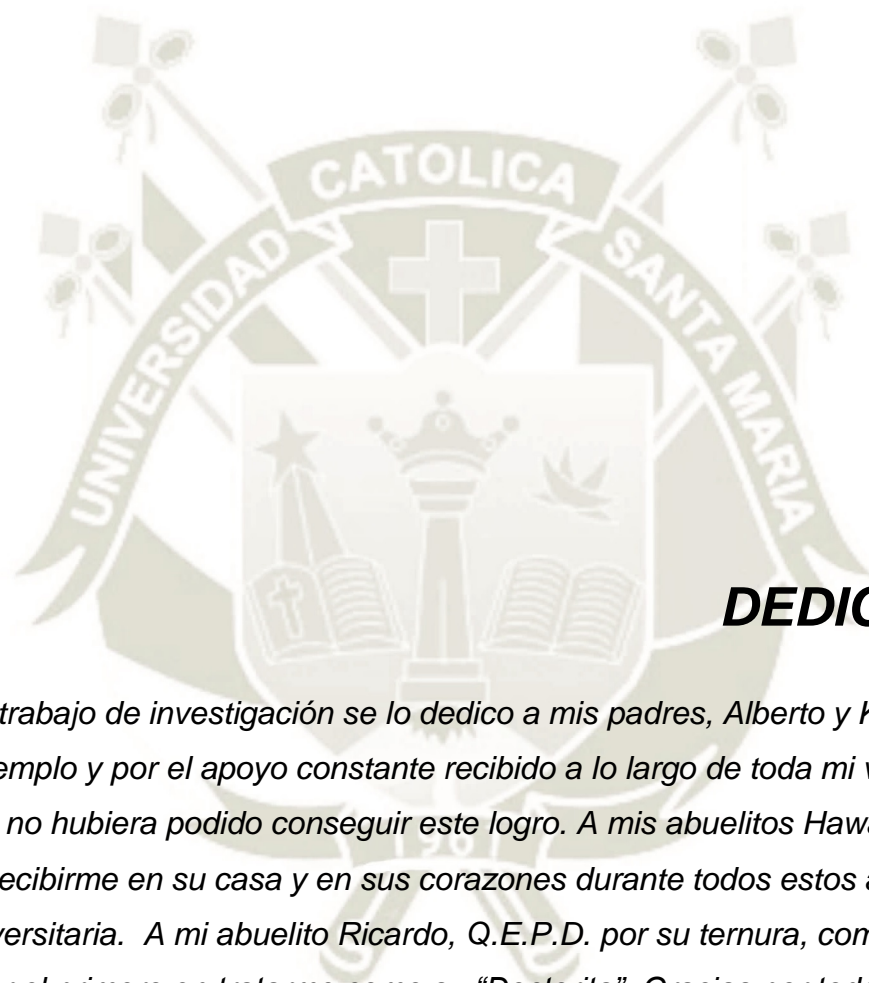 UNIVERSIDAD CATOLICA SANTA MARIA
DEDIC
trabajo de investigación se lo dedico a mis padres, Alberto y
emplo y por el apoyo constante recibido a lo largo de toda mi
no hubiera podido conseguir este logro. A mis abuelitos
ecibirme en su casa y en sus corazones durante todos estos
versitaria. A mi abuelito Ricardo, Q.E.P.D. por su ternura,